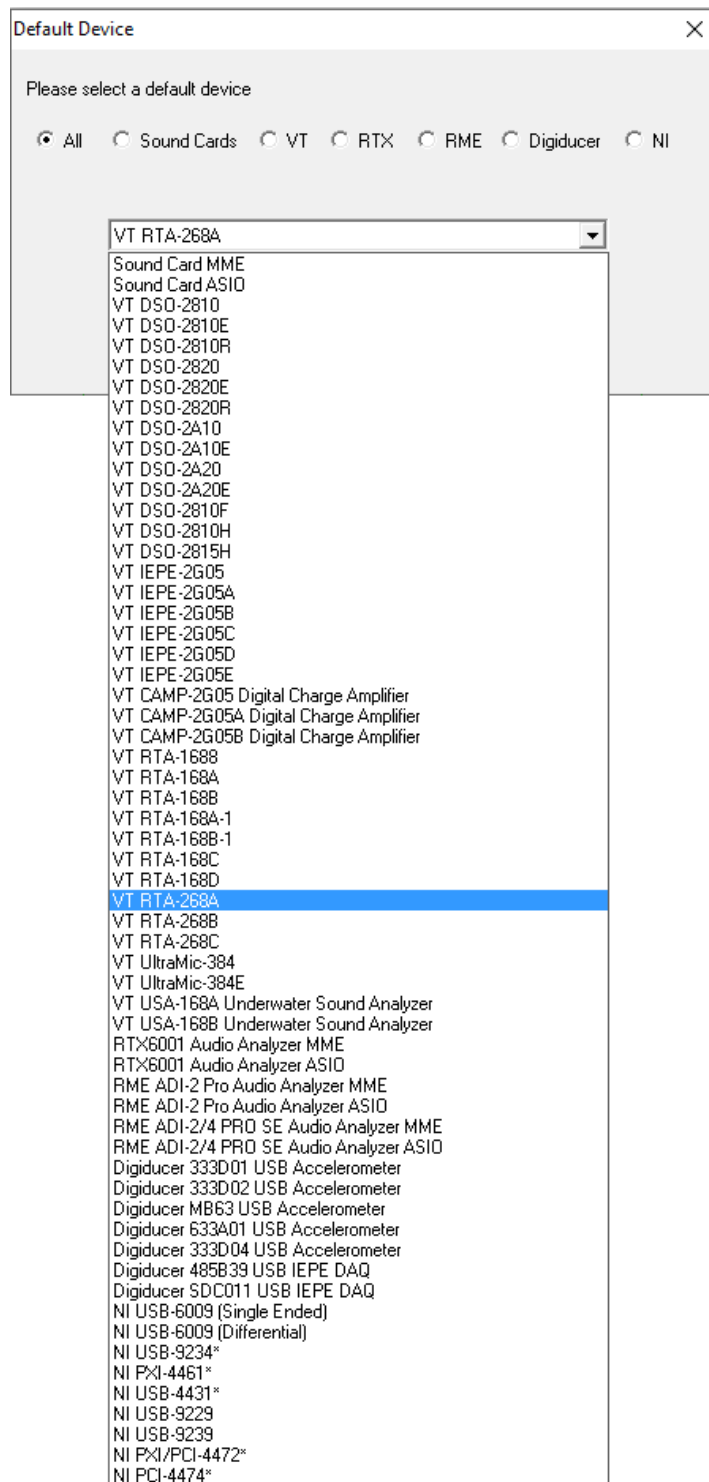 Default Device
Please select a default device
All Sound Cards VT RTX RME Digiducer NI
VT RTA-268A
Sound Card MME
Sound Card ASIO
VT DSO-2810
VT DSO-2810E
VT DSO-2810R
VT DSO-2820
VT DSO-2820E
VT DSO-2820R
VT DSO-2A10
VT DSO-2A10E
VT DSO-2A20
VT DSO-2A20E
VT DSO-2810F
VT DSO-2810H
VT DSO-2815H
VT IEPE-2G05
VT IEPE-2G05A
VT IEPE-2G05B
VT IEPE-2G05C
VT IEPE-2G05D
VT IEPE-2G05E
VT CAMP-2G05 Digital Charge Amplifier
VT CAMP-2G05A Digital Charge Amplifier
VT CAMP-2G05B Digital Charge Amplifier
VT RTA-1688
VT RTA-168A
VT RTA-168B
VT RTA-168A-1
VT RTA-168B-1
VT RTA-168C
VT RTA-168D
VT RTA-268A
VT RTA-268B
VT RTA-268C
VT UltraMic-384
VT UltraMic-384E
VT USA-168A Underwater Sound Analyzer
VT USA-168B Underwater Sound Analyzer
RTX6001 Audio Analyzer MME
RTX6001 Audio Analyzer ASIO
RME ADI-2 Pro Audio Analyzer MME
RME ADI-2 Pro Audio Analyzer ASIO
RME ADI-2/4 PRO SE Audio Analyzer MME
RME ADI-2/4 PRO SE Audio Analyzer ASIO
Digiducer 333D01 USB Accelerometer
Digiducer 333D02 USB Accelerometer
Digiducer MB63 USB Accelerometer
Digiducer 633A01 USB Accelerometer
Digiducer 333D04 USB Accelerometer
Digiducer 485B39 USB IEPE DAQ
Digiducer SDC011 USB IEPE DAQ
NI USB-6009 (Single Ended)
NI USB-6009 (Differential)
NI USB-9234*
NI PXI-4461*
NI USB-4431*
NI USB-9229
NI USB-9239
NI PXI/PCI-4472*
NI PCI-4474*